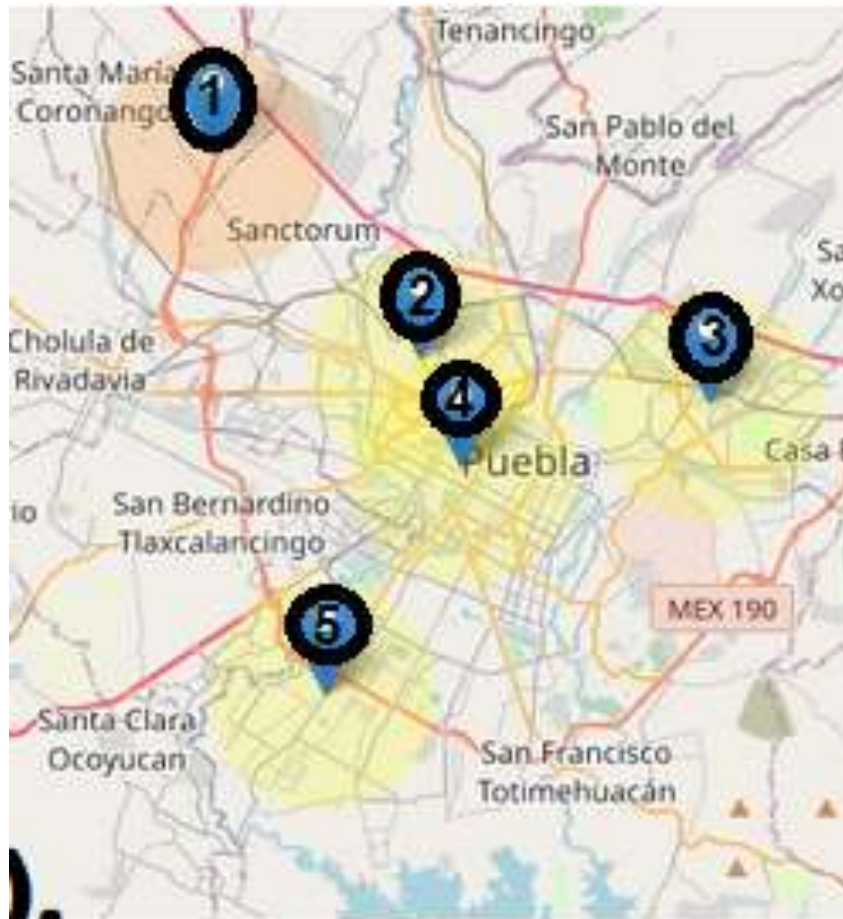 Tenancingo
Santa María
Coronango
1
San Pablo del
Monte
Sanctorum
2
3
Cholula de
Rivadavia
4
Puebla
Casa
San Bernardino
Tlaxcalancingo
MEX 190
5
Santa Clara
Ocoyucan
San Francisco
Totimehuacán